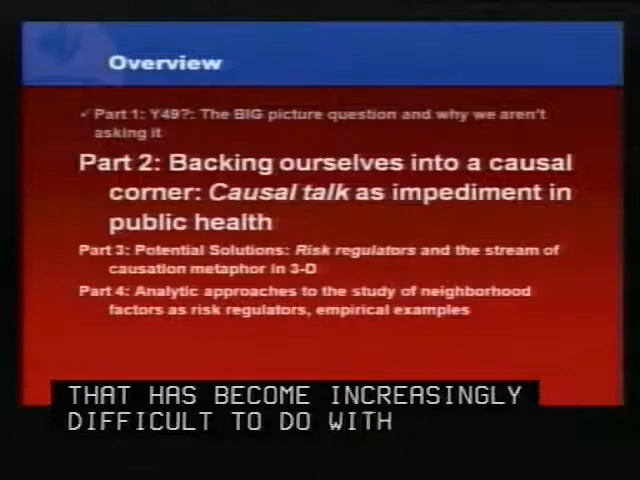 Overview
✓Part 1: Y49?: The BIG picture question and why we aren't
asking it
Part 2: Backing ourselves into a causal
corner: Causal talk as impediment in
public health
Part 3: Potential Solutions: Risk regulators and the stream of
causation metaphor in 3-D
Part 4: Analytic approaches to the study of neighborhood
factors as risk regulators, empirical examples
THAT HAS BECOME INCREASINGLY
DIFFICULT TO DO WITH